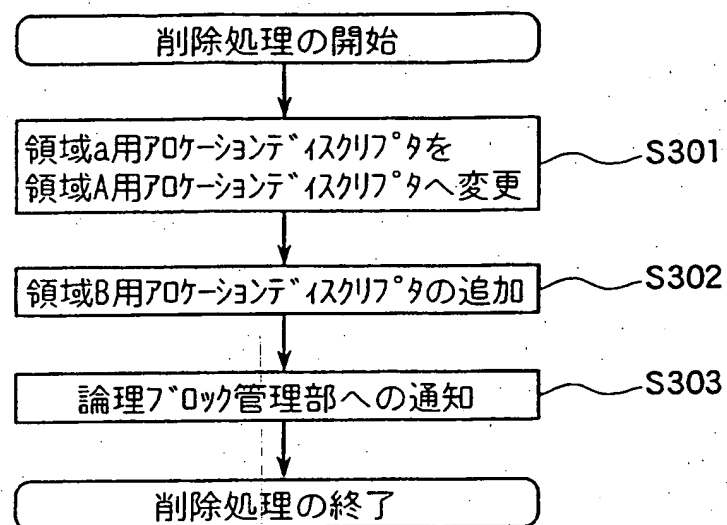 削除処理の開始
領域a用ｱﾛｹｰｼｮﾝﾃﾞｨｽｸﾘﾌﾟﾀを
領域A用ｱﾛｹｰｼｮﾝﾃﾞｨｽｸﾘﾌﾟﾀへ変更
S301
領域B用ｱﾛｹｰｼｮﾝﾃﾞｨｽｸﾘﾌﾟﾀの追加
S302
論理ﾌﾞﾛｯｸ管理部への通知
S303
削除処理の終了